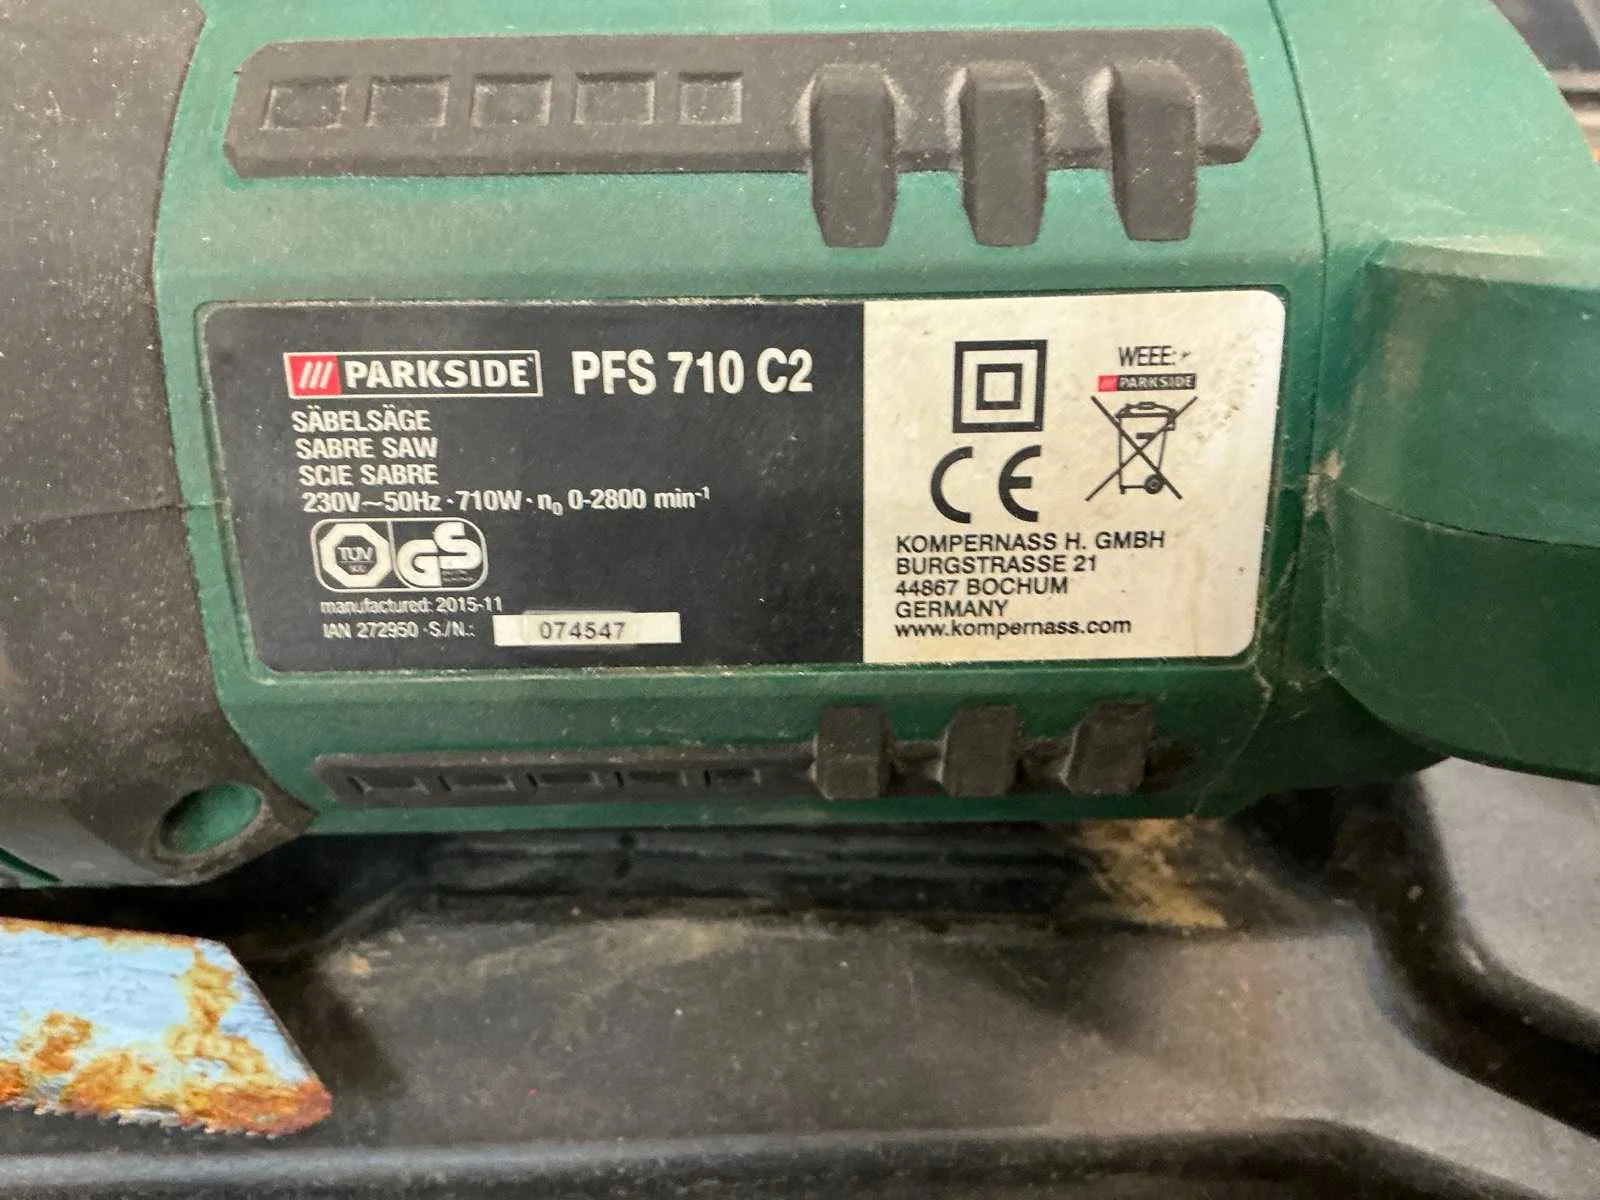 PARKSIDE PFS 710 C2
SÄBELSÄGE
SABRE SAW
SCIE SABRE
230V~50Hz · 710W · n₀ 0-2800 min⁻¹
TÜV
GS
manufactured: 2015-11
IAN 272950 · S./N.: 074547
WEEE:
PARKSIDE
CE
KOMPERNASS H. GMBH
BURGSTRASSE 21
44867 BOCHUM
GERMANY
www.kompernass.com